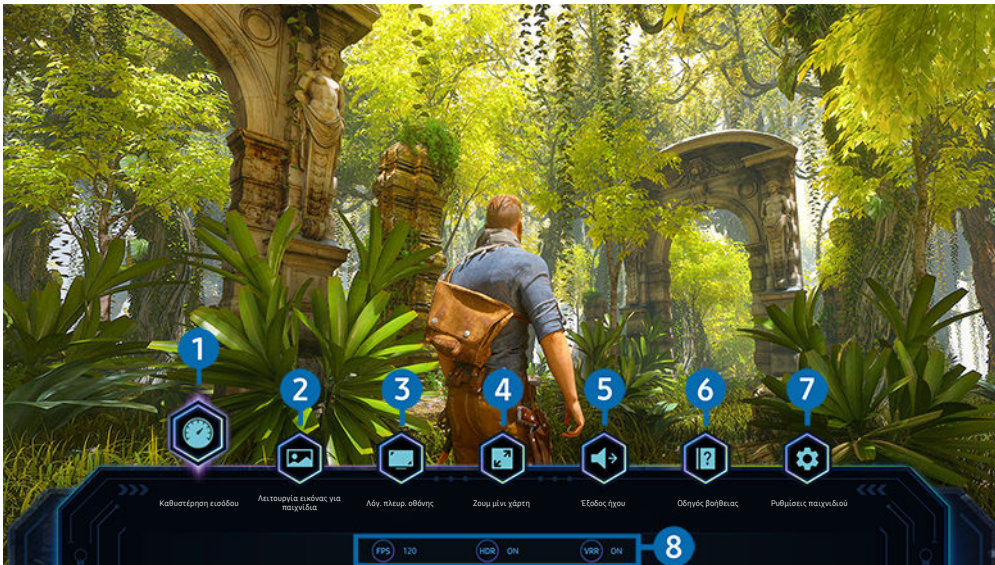 1
2
3
4
5
6
7
Καθυστέρηση εισόδου
Λειτουργία εικόνας για
παιχνίδια
Λόγ. πλευρ. οθόνης
Ζουμ μίνι χάρτη
Έξοδος ήχου
Οδηγός βοήθειας
Ρυθμίσεις παιχνιδιού
FPS 120 HDR ON VRR ON 8